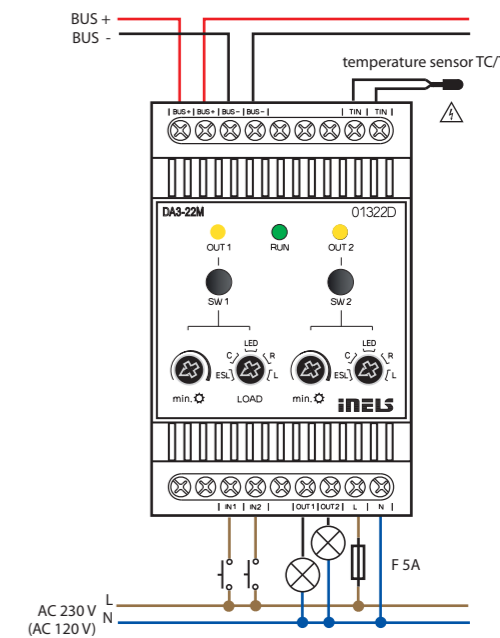 BUS +
BUS -
temperature sensor TC/
BUS+ BUS+ BUS- BUS- TIN TIN
DA3-22M 01322D
OUT 1 RUN OUT 2
SW 1 SW 2
LED LED
C R C R
ESL L ESL L
min. LOAD min.
iNELS
IN1 IN2 OUT1 OUT2 L N
F 5A
L
AC 230 V N
(AC 120 V)